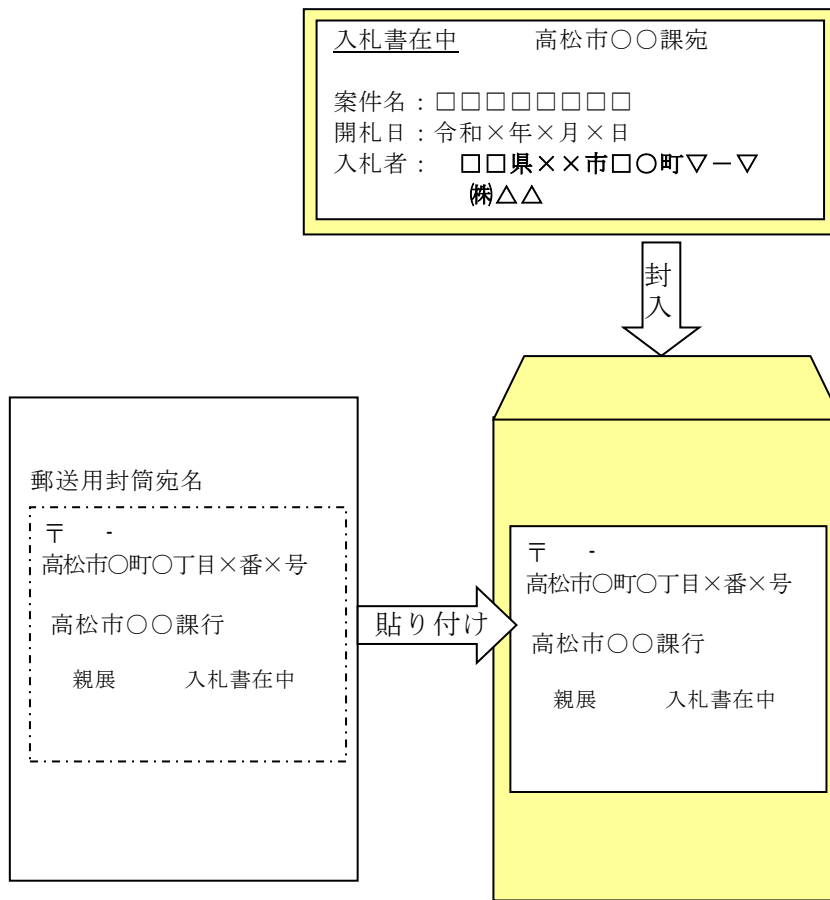 入札書在中　　　高松市○○課宛
案件名：□□□□□□□□
開札日：令和×年×月×日
入札者：　□□県××市□○町▽－▽
㈱△△
封入
郵送用封筒宛名
〒　　-
高松市○町○丁目×番×号
高松市○○課行
親展　　　入札書在中
貼り付け
〒　　-
高松市○町○丁目×番×号
高松市○○課行
親展　　　入札書在中